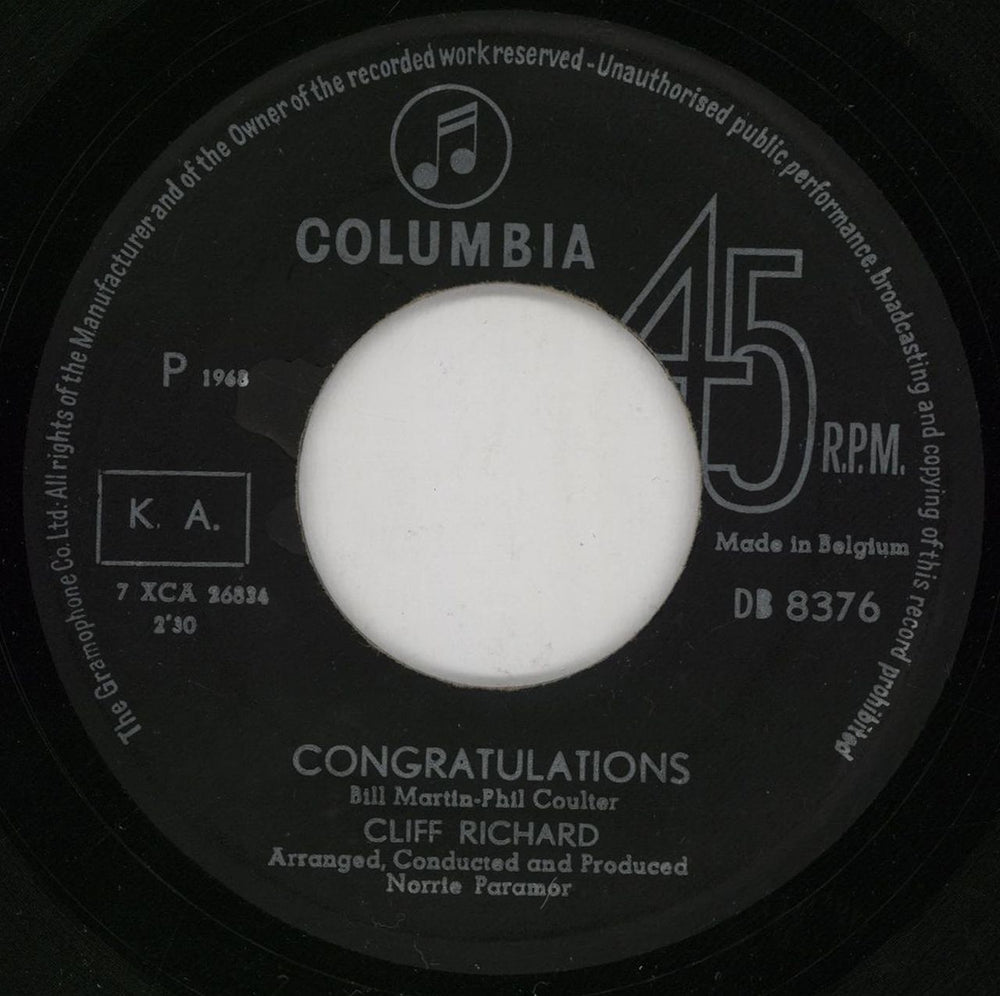 The Gramophone Co. Ltd. All rights of the Manufacturer and of the Owner of the recorded work reserved - Unauthorised public performance. broadcasting and copying of this record prohibited
COLUMBIA
45
R.P.M.
P 1968
K. A.
7 XCA 26834
2'30
Made in Belgium
DB 8376
CONGRATULATIONS
Bill Martin-Phil Coulter
CLIFF RICHARD
Arranged, Conducted and Produced
Norrie Paramor